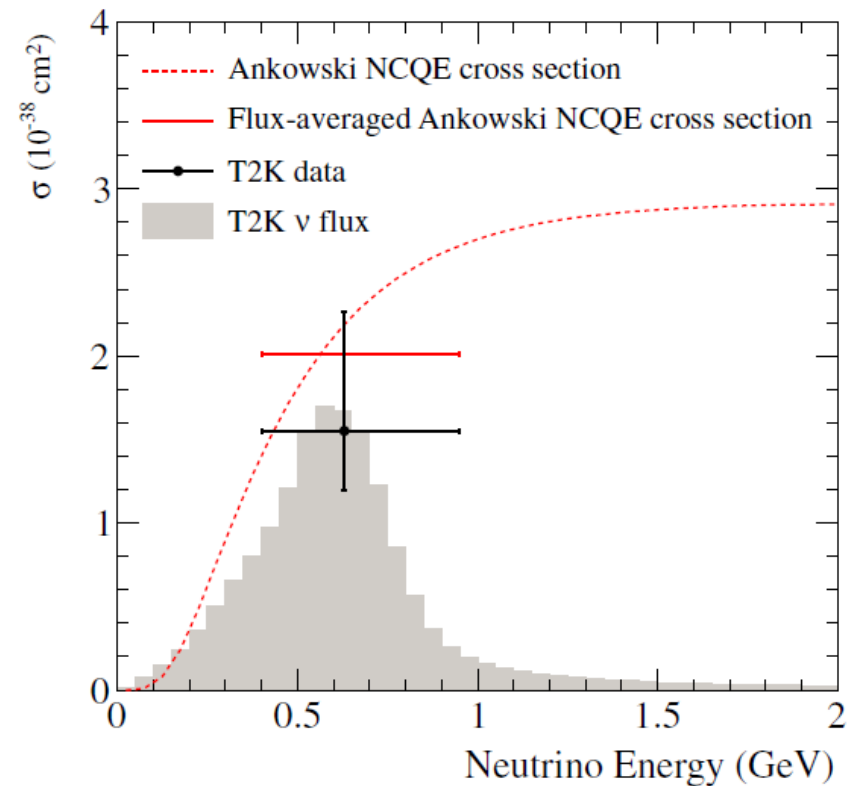 σ (10⁻³⁸ cm²)
4
3
2
1
0
Ankowski NCQE cross section
Flux-averaged Ankowski NCQE cross section
T2K data
T2K ν flux
0 0.5 1 1.5 2
Neutrino Energy (GeV)